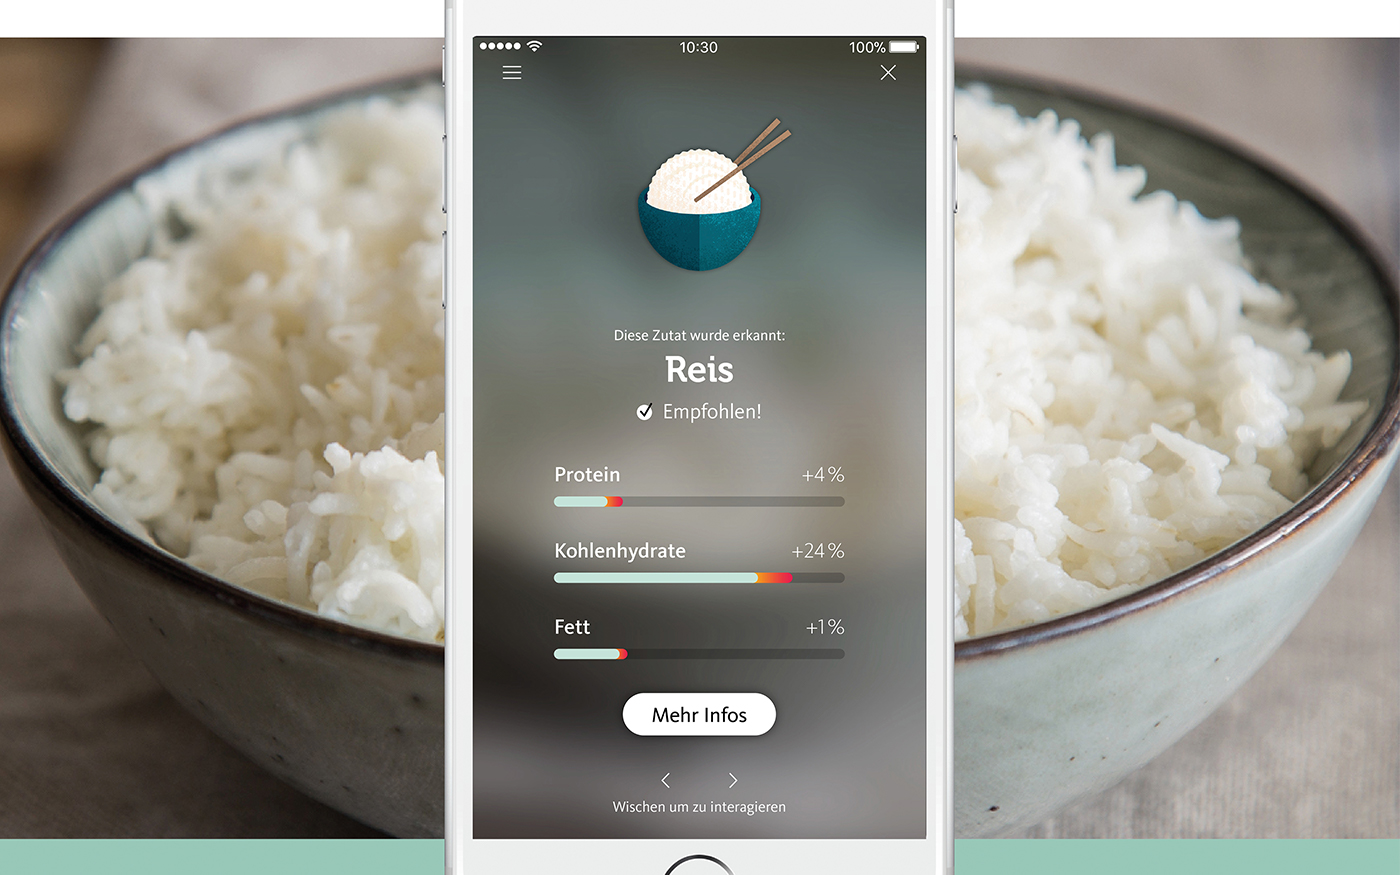 10:30
100%
Diese Zutat wurde erkannt:
Reis
Empfohlen!
Protein +4%
Kohlenhydrate +24%
Fett +1%
Mehr Infos
Wischen um zu interagieren